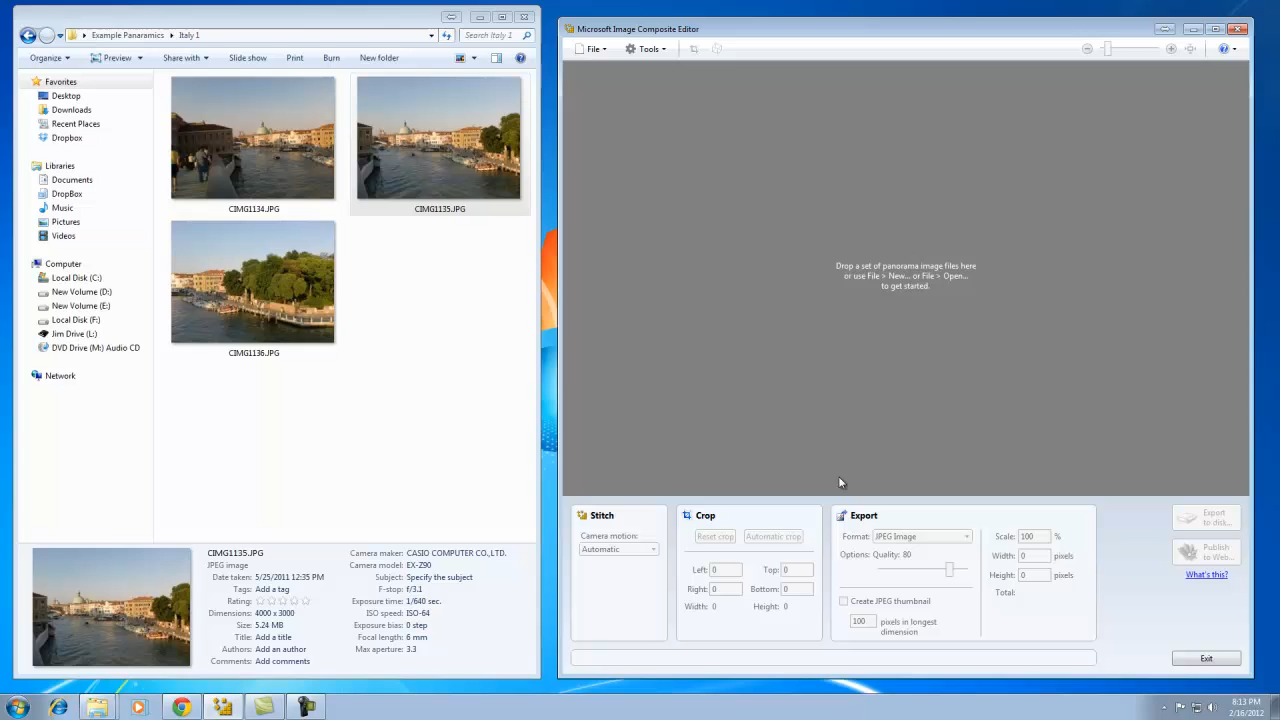 Example Panaramics
Italy 1
Search Italy 1
Organize
Preview
Share with
Slide show
Print
Burn
New folder
Favorites
Desktop
Downloads
Recent Places
Dropbox
Libraries
Documents
DropBox
Music
Pictures
Videos
Computer
Local Disk (C:)
New Volume (D:)
New Volume (E:)
Local Disk (F:)
Jim Drive (L:)
DVD Drive (M:) Audio CD
Network
CIMG1134.JPG
CIMG1135.JPG
CIMG1136.JPG
CIMG1135.JPG
JPEG image
Date taken: 5/25/2011 12:35 PM
Tags: Add a tag
Rating:
Dimensions: 4000 x 3000
Size: 5.24 MB
Title: Add a title
Authors: Add an author
Comments: Add comments
Camera maker: CASIO COMPUTER CO.,LTD.
Camera model: EX-Z90
Subject: Specify the subject
F-stop: f/3.1
Exposure time: 1/640 sec.
ISO speed: ISO-64
Exposure bias: 0 step
Focal length: 6 mm
Max aperture: 3.3
Microsoft Image Composite Editor
File
Tools
Drop a set of panorama image files here
or use File > New... or File > Open...
to get started.
Stitch
Camera motion:
Automatic
Crop
Reset crop
Automatic crop
Left: 0
Top: 0
Right: 0
Bottom: 0
Width: 0
Height: 0
Export
Format: JPEG Image
Options: Quality: 80
Create JPEG thumbnail
100 pixels in longest
dimension
Scale: 100 %
Width: 0 pixels
Height: 0 pixels
Total:
Export
to disk...
Publish
to Web...
What's this?
Exit
8:13 PM
2/16/2012